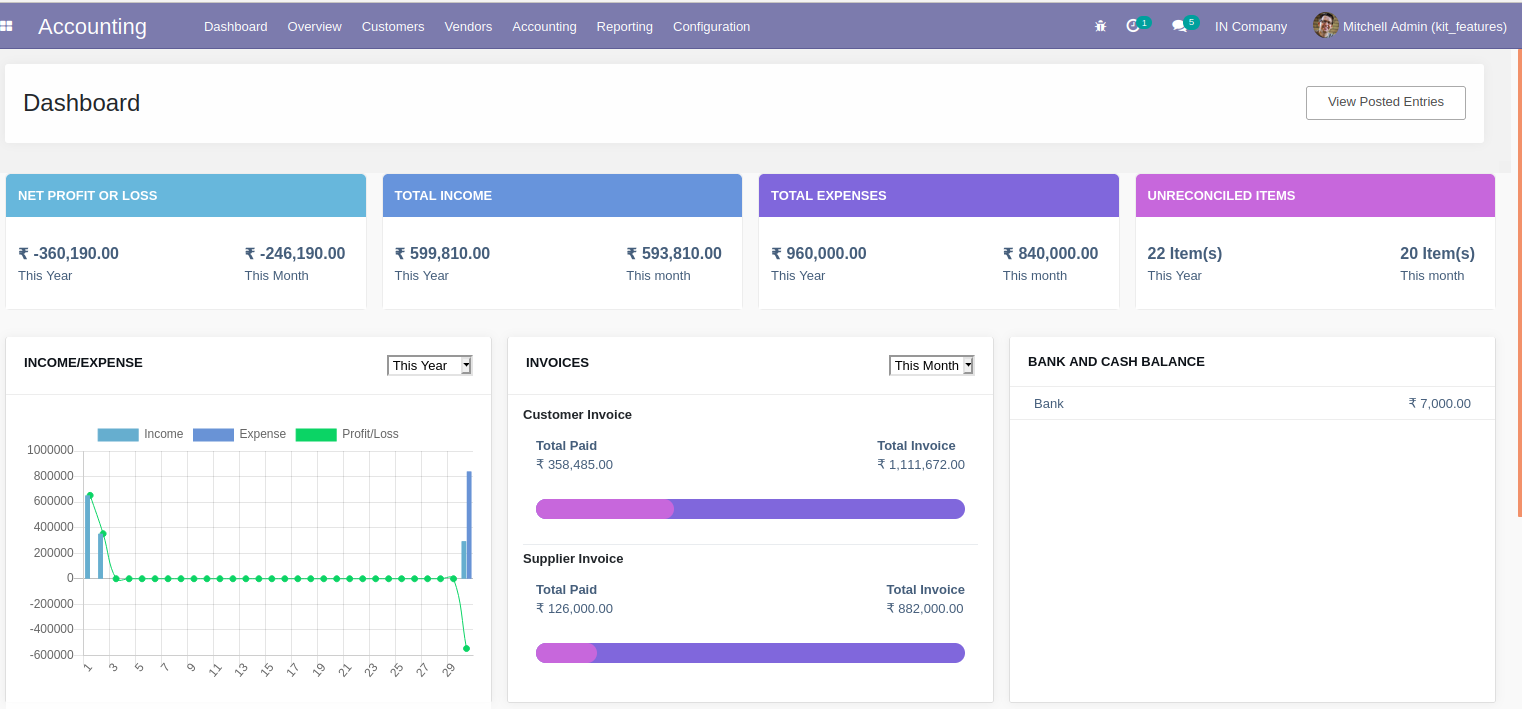 Accounting Dashboard Overview Customers Vendors Accounting Reporting Configuration 1 5 IN Company Mitchell Admin (kit_features)
Dashboard
View Posted Entries
NET PROFIT OR LOSS
₹ -360,190.00 ₹ -246,190.00
This Year This Month
TOTAL INCOME
₹ 599,810.00 ₹ 593,810.00
This Year This month
TOTAL EXPENSES
₹ 960,000.00 ₹ 840,000.00
This Year This month
UNRECONCILED ITEMS
22 Item(s) 20 Item(s)
This Year This month
INCOME/EXPENSE This Year
Income Expense Profit/Loss
1000000
800000
600000
400000
200000
0
-200000
-400000
-600000
1 3 5 7 9 11 13 15 17 19 21 23 25 27 29
INVOICES This Month
Customer Invoice
Total Paid Total Invoice
₹ 358,485.00 ₹ 1,111,672.00
Supplier Invoice
Total Paid Total Invoice
₹ 126,000.00 ₹ 882,000.00
BANK AND CASH BALANCE
Bank ₹ 7,000.00